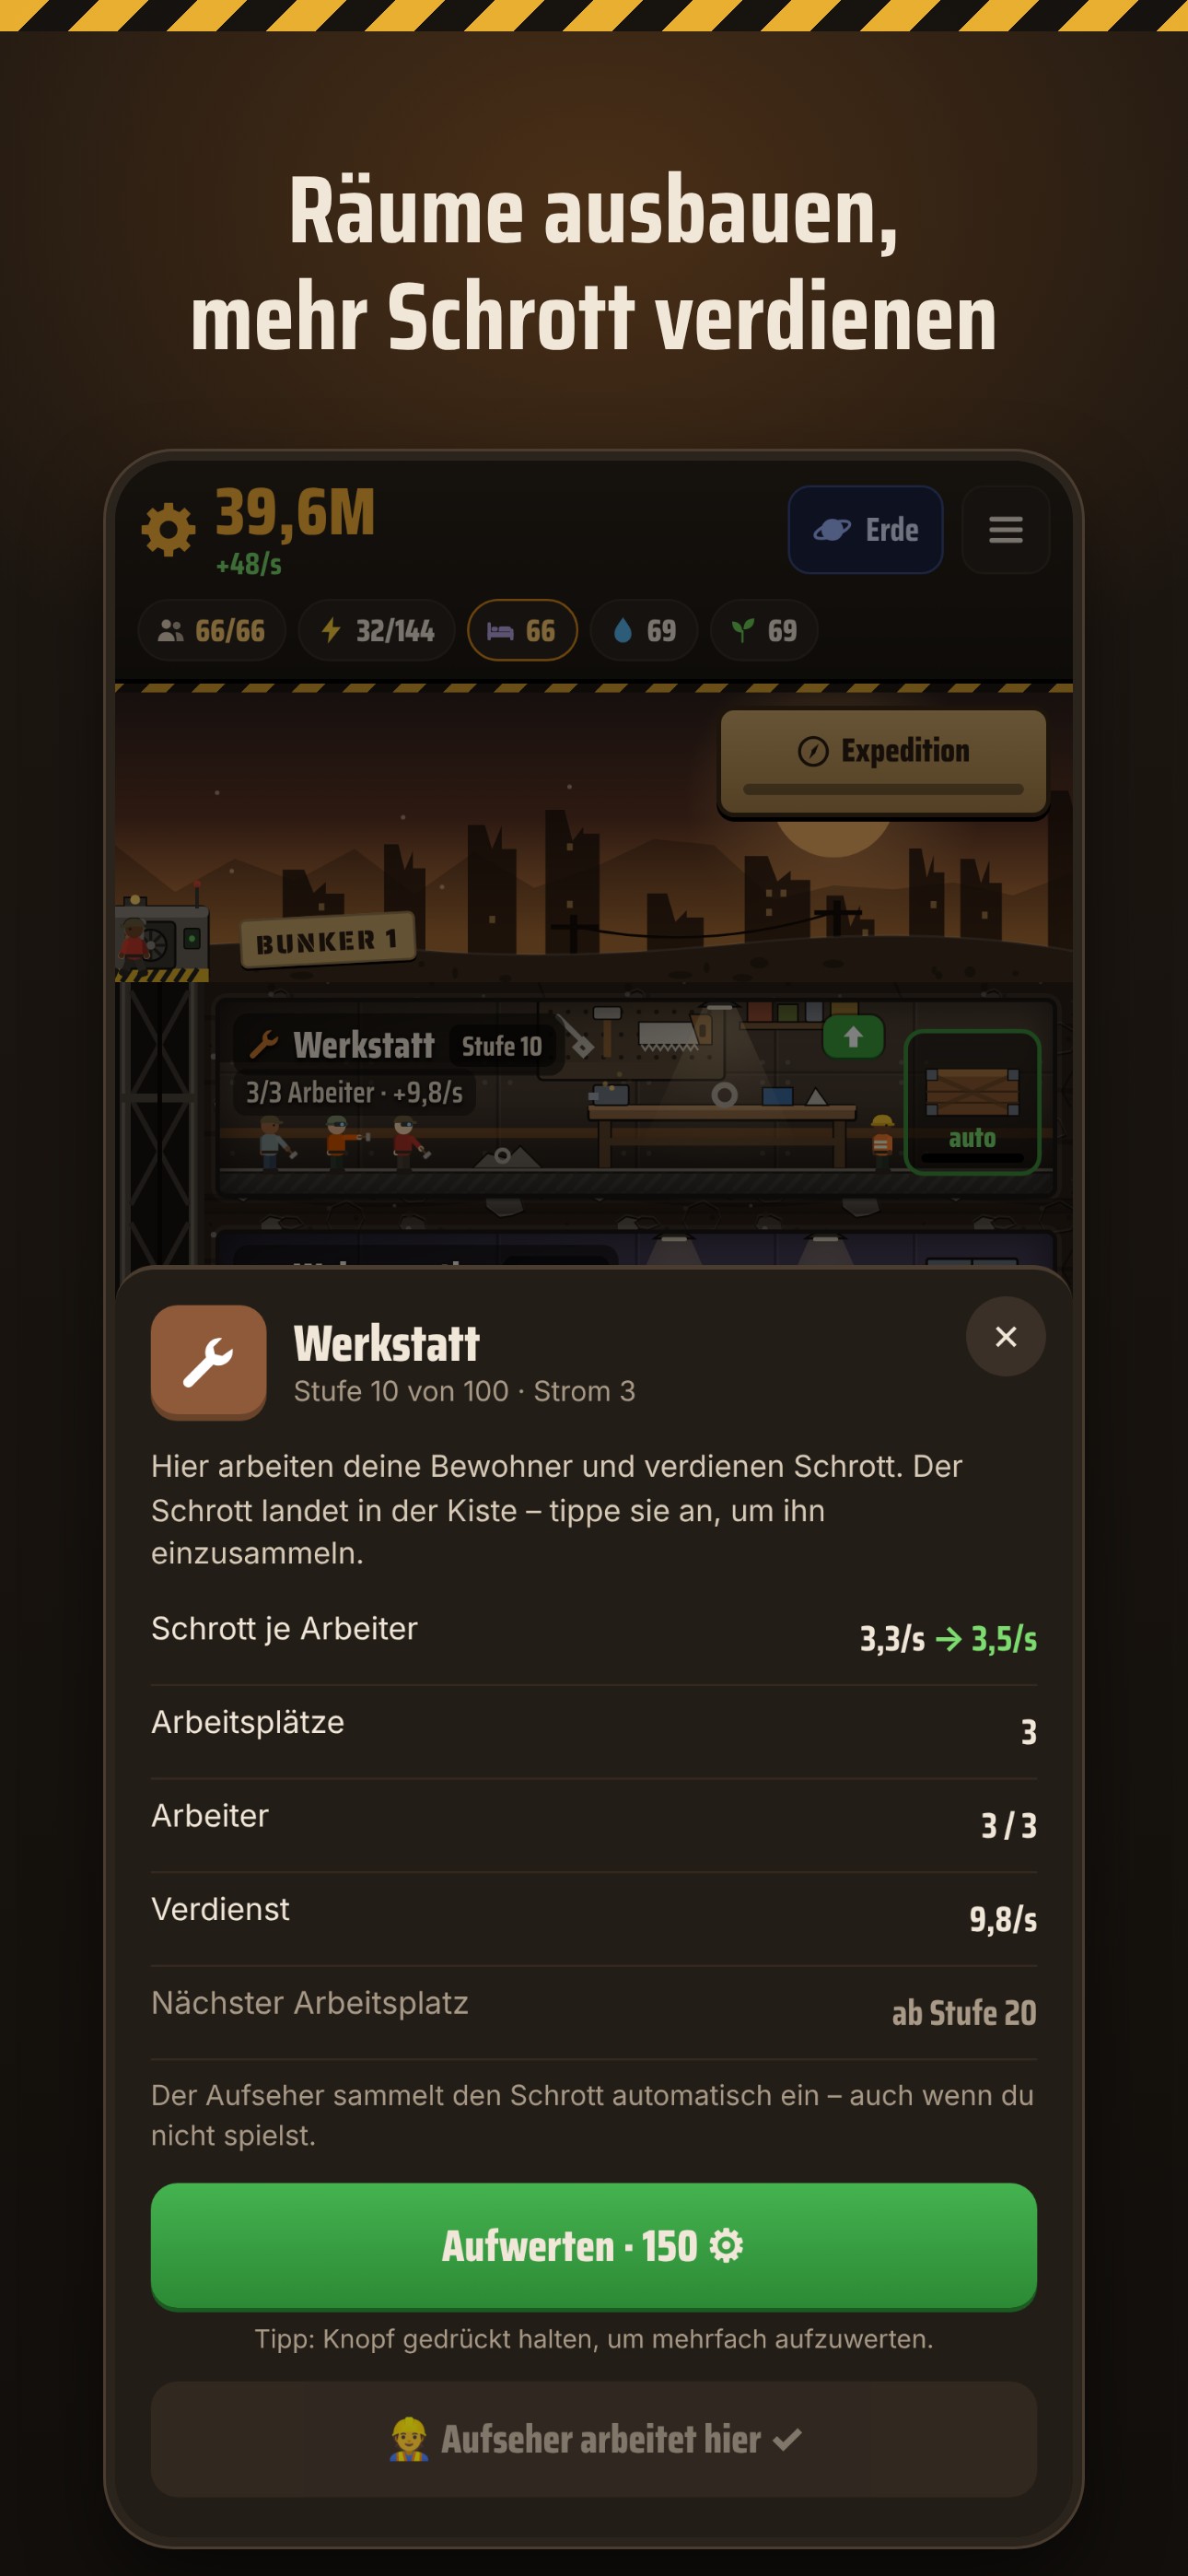 Räume ausbauen,
mehr Schrott verdienen
39,6M
+48/s
Erde
66/66
32/144
66
69
69
Expedition
BUNKER 1
Werkstatt
Stufe 10
3/3 Arbeiter · +9,8/s
auto
Werkstatt
Stufe 10 von 100 · Strom 3
Hier arbeiten deine Bewohner und verdienen Schrott. Der
Schrott landet in der Kiste – tippe sie an, um ihn
einzusammeln.
Schrott je Arbeiter
3,3/s → 3,5/s
Arbeitsplätze
3
Arbeiter
3 / 3
Verdienst
9,8/s
Nächster Arbeitsplatz
ab Stufe 20
Der Aufseher sammelt den Schrott automatisch ein – auch wenn du
nicht spielst.
Aufwerten · 150 ⚙
Tipp: Knopf gedrückt halten, um mehrfach aufzuwerten.
👷 Aufseher arbeitet hier ✓